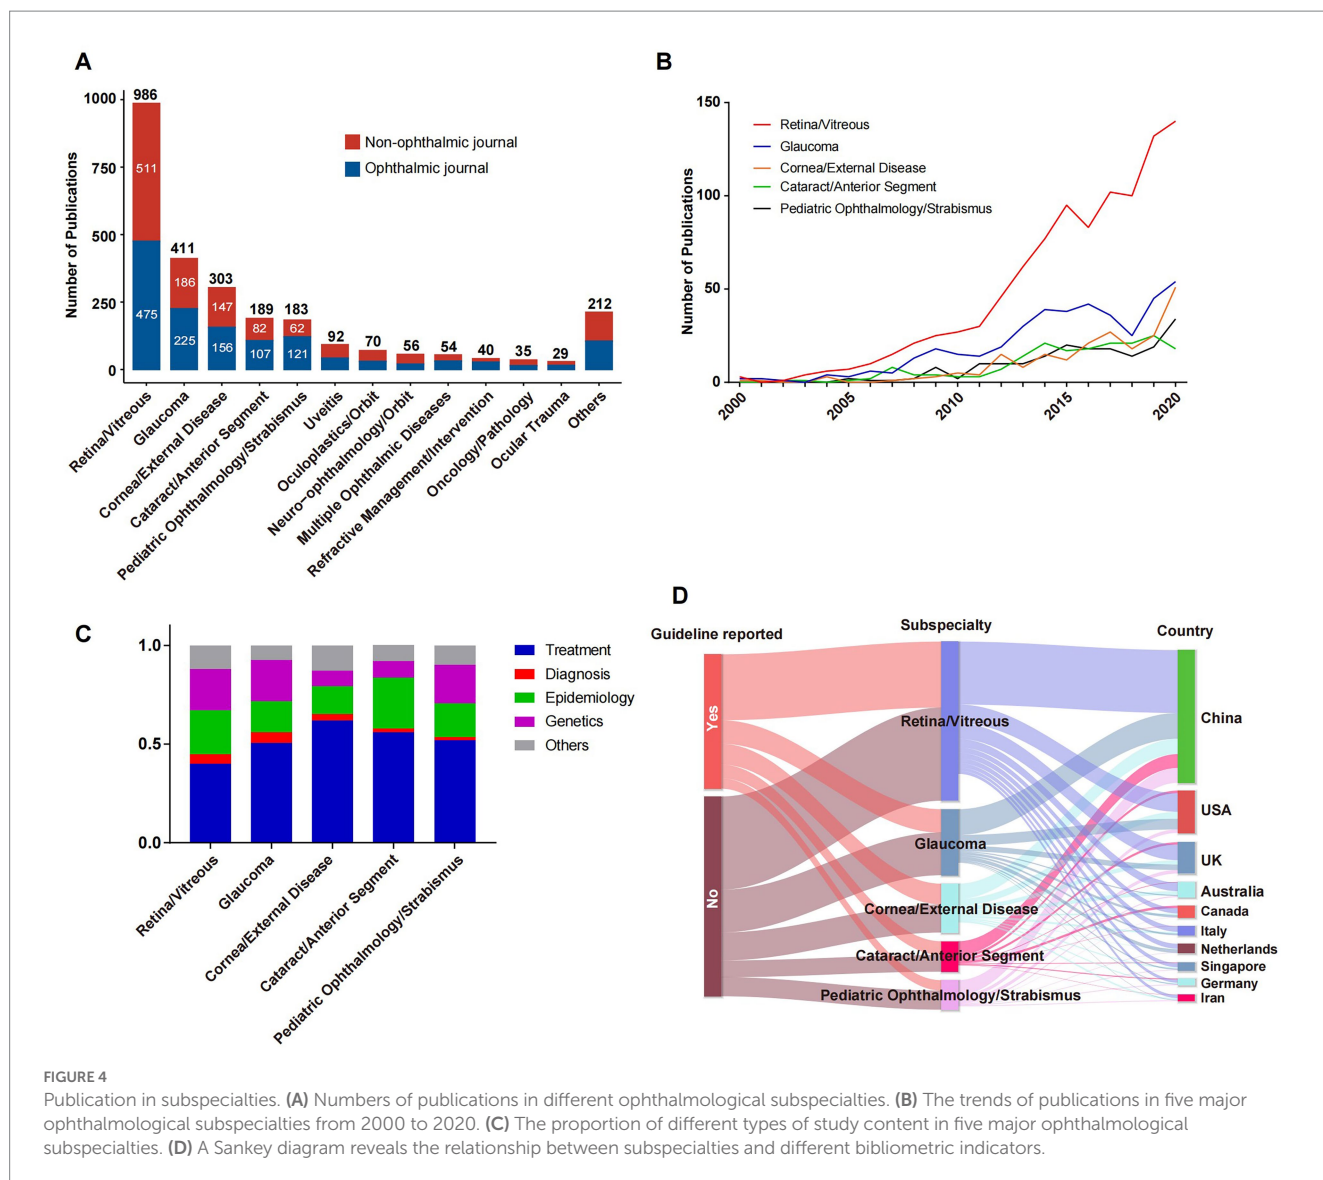 A
1000
750
500
250
0
Number of Publications
986
511
475
411
186
225
303
147
156
189
82
107
183
62
121
92
70
56
54
40
35
29
212
Non-ophthalmic journal
Ophthalmic journal
Retina/Vitreous
Glaucoma
Cornea/External Disease
Cataract/Anterior Segment
Pediatric Ophthalmology/Strabismus
Uveitis
Oculoplastics/Orbit
Neuro−ophthalmology/Orbit
Multiple Ophthalmic Diseases
Refractive Management/Intervention
Oncology/Pathology
Ocular Trauma
Others
B
150
100
50
0
Number of Publications
Retina/Vitreous
Glaucoma
Cornea/External Disease
Cataract/Anterior Segment
Pediatric Ophthalmology/Strabismus
2000
2005
2010
2015
2020
C
1.0
0.5
0.0
Treatment
Diagnosis
Epidemiology
Genetics
Others
Retina/Vitreous
Glaucoma
Cornea/External Disease
Cataract/Anterior Segment
Pediatric Ophthalmology/Strabismus
D
Guideline reported
Subspecialty
Country
Yes
No
Retina/Vitreous
Glaucoma
Cornea/External Disease
Cataract/Anterior Segment
Pediatric Ophthalmology/Strabismus
China
USA
UK
Australia
Canada
Italy
Netherlands
Singapore
Germany
Iran
FIGURE 4
Publication in subspecialties. (A) Numbers of publications in different ophthalmological subspecialties. (B) The trends of publications in five major
ophthalmological subspecialties from 2000 to 2020. (C) The proportion of different types of study content in five major ophthalmological
subspecialties. (D) A Sankey diagram reveals the relationship between subspecialties and different bibliometric indicators.